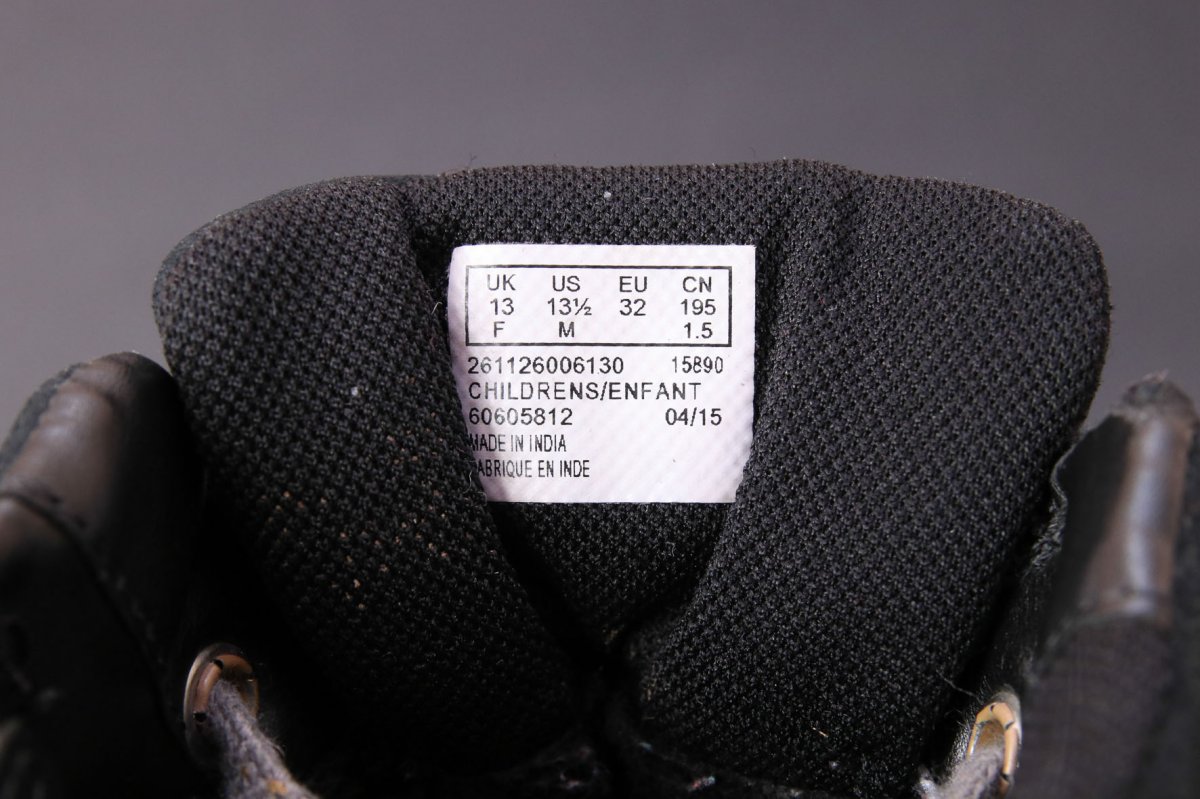 UK US EU CN
13 13½ 32 195
F M 1.5
261126006130 15890
CHILDRENS/ENFANT
60605812 04/15
MADE IN INDIA
FABRIQUE EN INDE